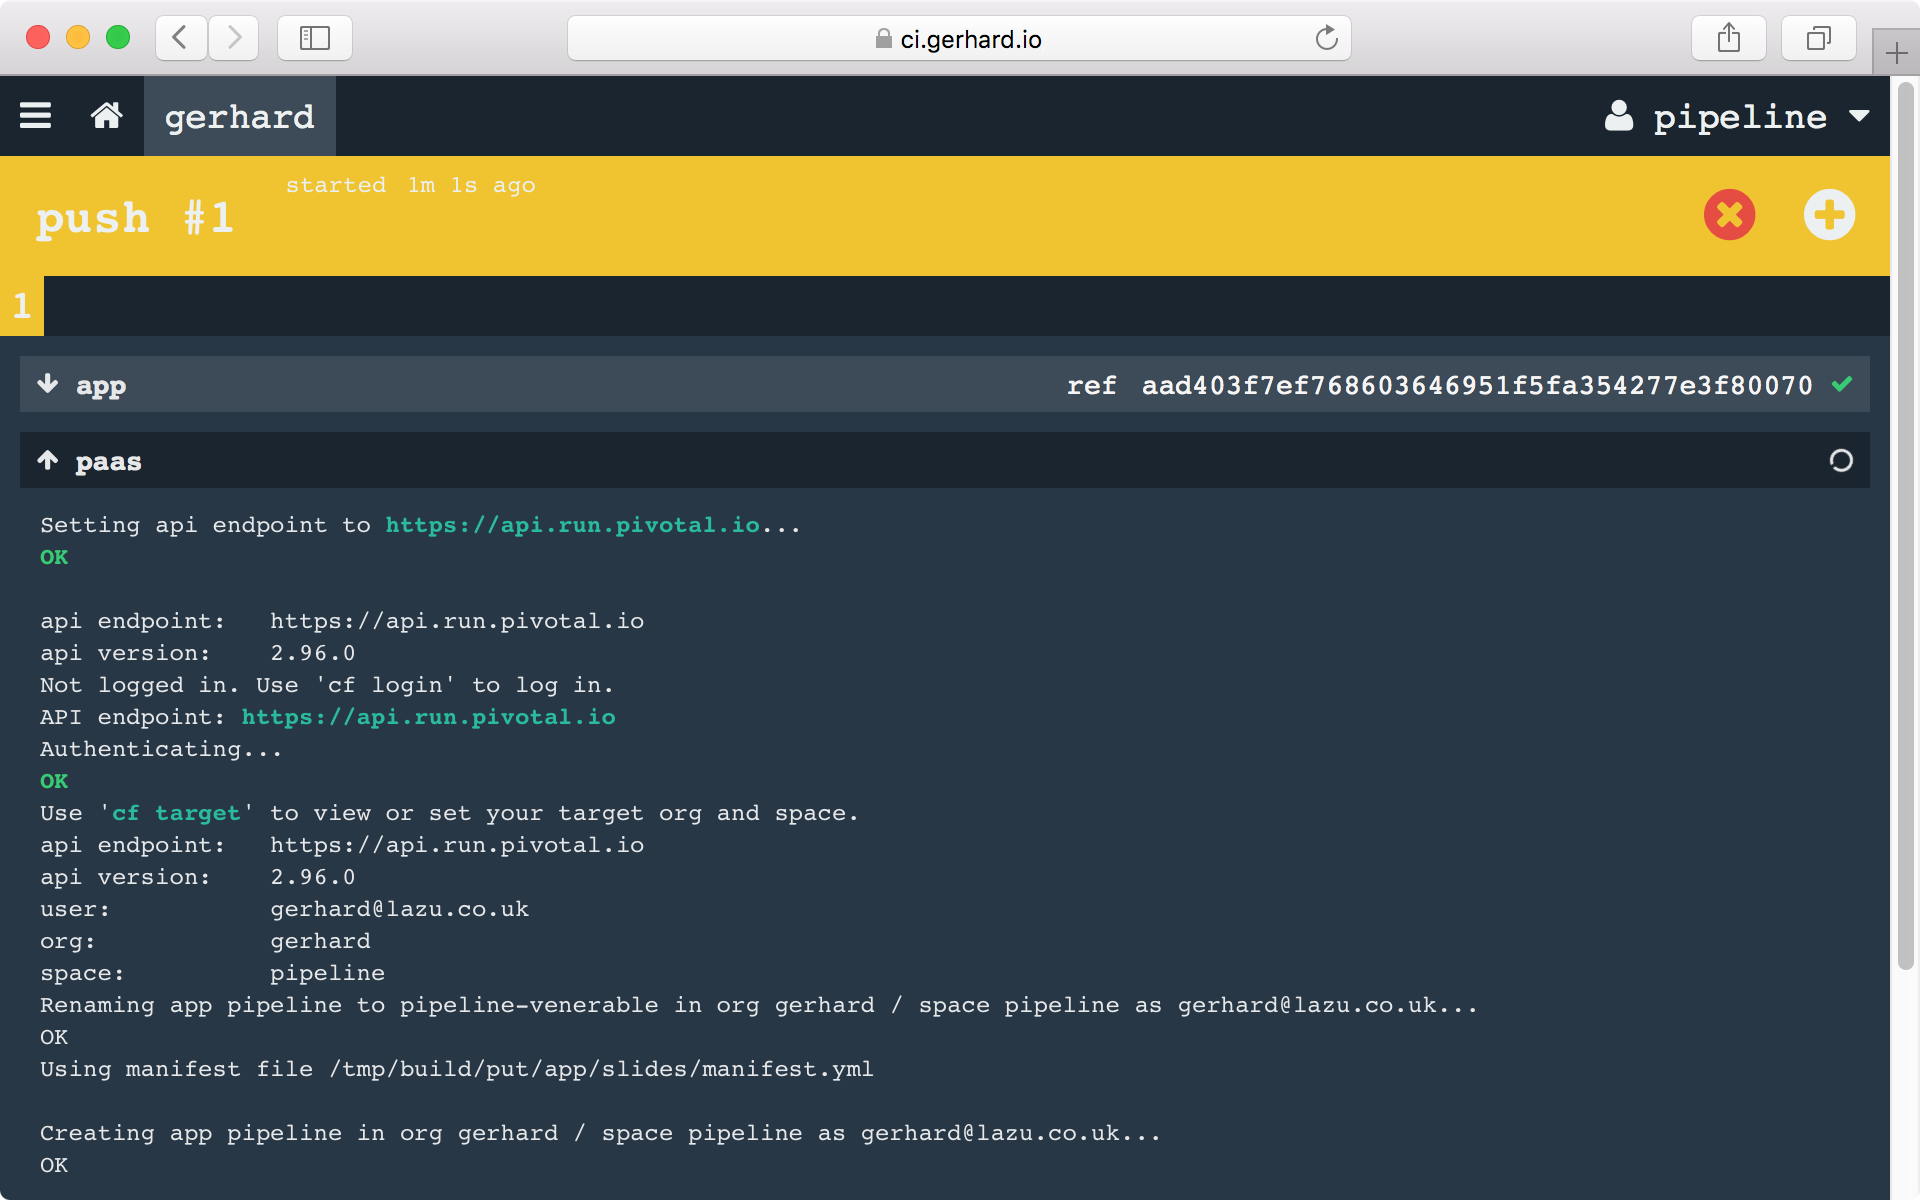 ci.gerhard.io
gerhard
pipeline
started 1m 1s ago
push #1
1
app
ref aad403f7ef768603646951f5fa354277e3f80070
paas
Setting api endpoint to https://api.run.pivotal.io...
OK
api endpoint: https://api.run.pivotal.io
api version: 2.96.0
Not logged in. Use 'cf login' to log in.
API endpoint: https://api.run.pivotal.io
Authenticating...
OK
Use 'cf target' to view or set your target org and space.
api endpoint: https://api.run.pivotal.io
api version: 2.96.0
user: gerhard@lazu.co.uk
org: gerhard
space: pipeline
Renaming app pipeline to pipeline-venerable in org gerhard / space pipeline as gerhard@lazu.co.uk...
OK
Using manifest file /tmp/build/put/app/slides/manifest.yml
Creating app pipeline in org gerhard / space pipeline as gerhard@lazu.co.uk...
OK